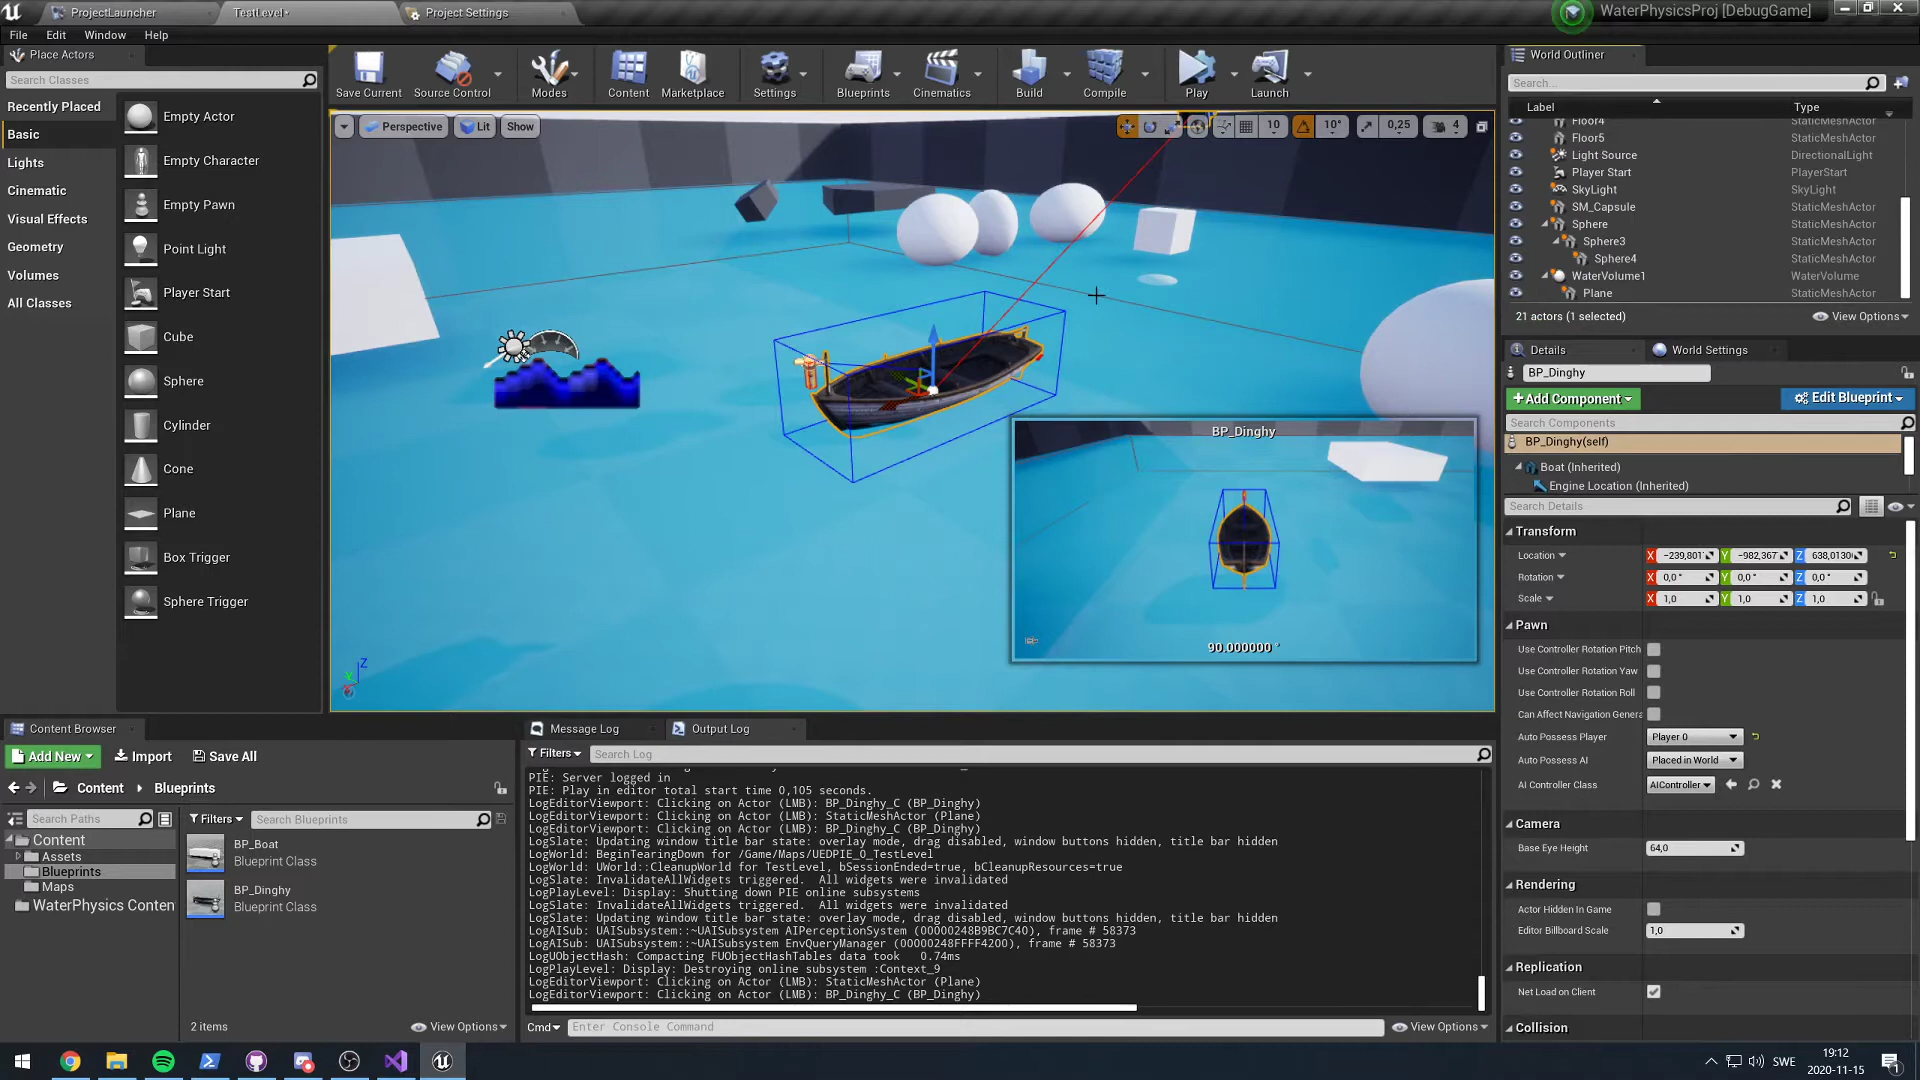 ProjectLauncher
TestLevel•
Project Settings
WaterPhysicsProj [DebugGame]
File Edit Window Help
Place Actors
Search Classes
Recently Placed
Basic
Lights
Cinematic
Visual Effects
Geometry
Volumes
All Classes
Empty Actor
Empty Character
Empty Pawn
Point Light
Player Start
Cube
Sphere
Cylinder
Cone
Plane
Box Trigger
Sphere Trigger
Save Current
Source Control
Modes
Content
Marketplace
Settings
Blueprints
Cinematics
Build
Compile
Play
Launch
Perspective
Lit
Show
10
10°
0,25
4
BP_Dinghy
90.000000 °
Z
Y
World Outliner
Search...
Label Type
Floor4 StaticMeshActor
Floor5 StaticMeshActor
Light Source DirectionalLight
Player Start PlayerStart
SkyLight SkyLight
SM_Capsule StaticMeshActor
Sphere StaticMeshActor
Sphere3 StaticMeshActor
Sphere4 StaticMeshActor
WaterVolume1 WaterVolume
Plane StaticMeshActor
21 actors (1 selected)
View Options
Details
World Settings
BP_Dinghy
+ Add Component
Edit Blueprint
Search Components
BP_Dinghy(self)
Boat (Inherited)
Engine Location (Inherited)
Search Details
Transform
Location X -239,801 Y -982,367 Z 638,0130
Rotation X 0,0 ° Y 0,0 ° Z 0,0 °
Scale X 1,0 Y 1,0 Z 1,0
Pawn
Use Controller Rotation Pitch
Use Controller Rotation Yaw
Use Controller Rotation Roll
Can Affect Navigation Genera
Auto Possess Player Player 0
Auto Possess AI Placed in World
AI Controller Class AIController
Camera
Base Eye Height 64,0
Rendering
Actor Hidden In Game
Editor Billboard Scale 1,0
Replication
Net Load on Client
Collision
Content Browser
Add New Import Save All
Content Blueprints
Search Paths
Filters Search Blueprints
Content
Assets
Blueprints
Maps
WaterPhysics Conten
BP_Boat
Blueprint Class
BP_Dinghy
Blueprint Class
2 items
View Options
Message Log
Output Log
Filters Search Log
PIE: Server logged in
PIE: Play in editor total start time 0,105 seconds.
LogEditorViewport: Clicking on Actor (LMB): BP_Dinghy_C (BP_Dinghy)
LogEditorViewport: Clicking on Actor (LMB): StaticMeshActor (Plane)
LogEditorViewport: Clicking on Actor (LMB): BP_Dinghy_C (BP_Dinghy)
LogSlate: Updating window title bar state: overlay mode, drag disabled, window buttons hidden, title bar hidden
LogWorld: BeginTearingDown for /Game/Maps/UEDPIE_0_TestLevel
LogWorld: UWorld::CleanupWorld for TestLevel, bSessionEnded=true, bCleanupResources=true
LogSlate: InvalidateAllWidgets triggered. All widgets were invalidated
LogPlayLevel: Display: Shutting down PIE online subsystems
LogSlate: InvalidateAllWidgets triggered. All widgets were invalidated
LogSlate: Updating window title bar state: overlay mode, drag disabled, window buttons hidden, title bar hidden
LogAISub: UAISubsystem::~UAISubsystem AIPerceptionSystem (00000248B9BC7C40), frame # 58373
LogAISub: UAISubsystem::~UAISubsystem EnvQueryManager (00000248FFFF4200), frame # 58373
LogUObjectHash: Compacting FUObjectHashTables data took 0.74ms
LogPlayLevel: Display: Destroying online subsystem :Context_9
LogEditorViewport: Clicking on Actor (LMB): StaticMeshActor (Plane)
LogEditorViewport: Clicking on Actor (LMB): BP_Dinghy_C (BP_Dinghy)
Cmd Enter Console Command
View Options
SWE
19:12
2020-11-15
1